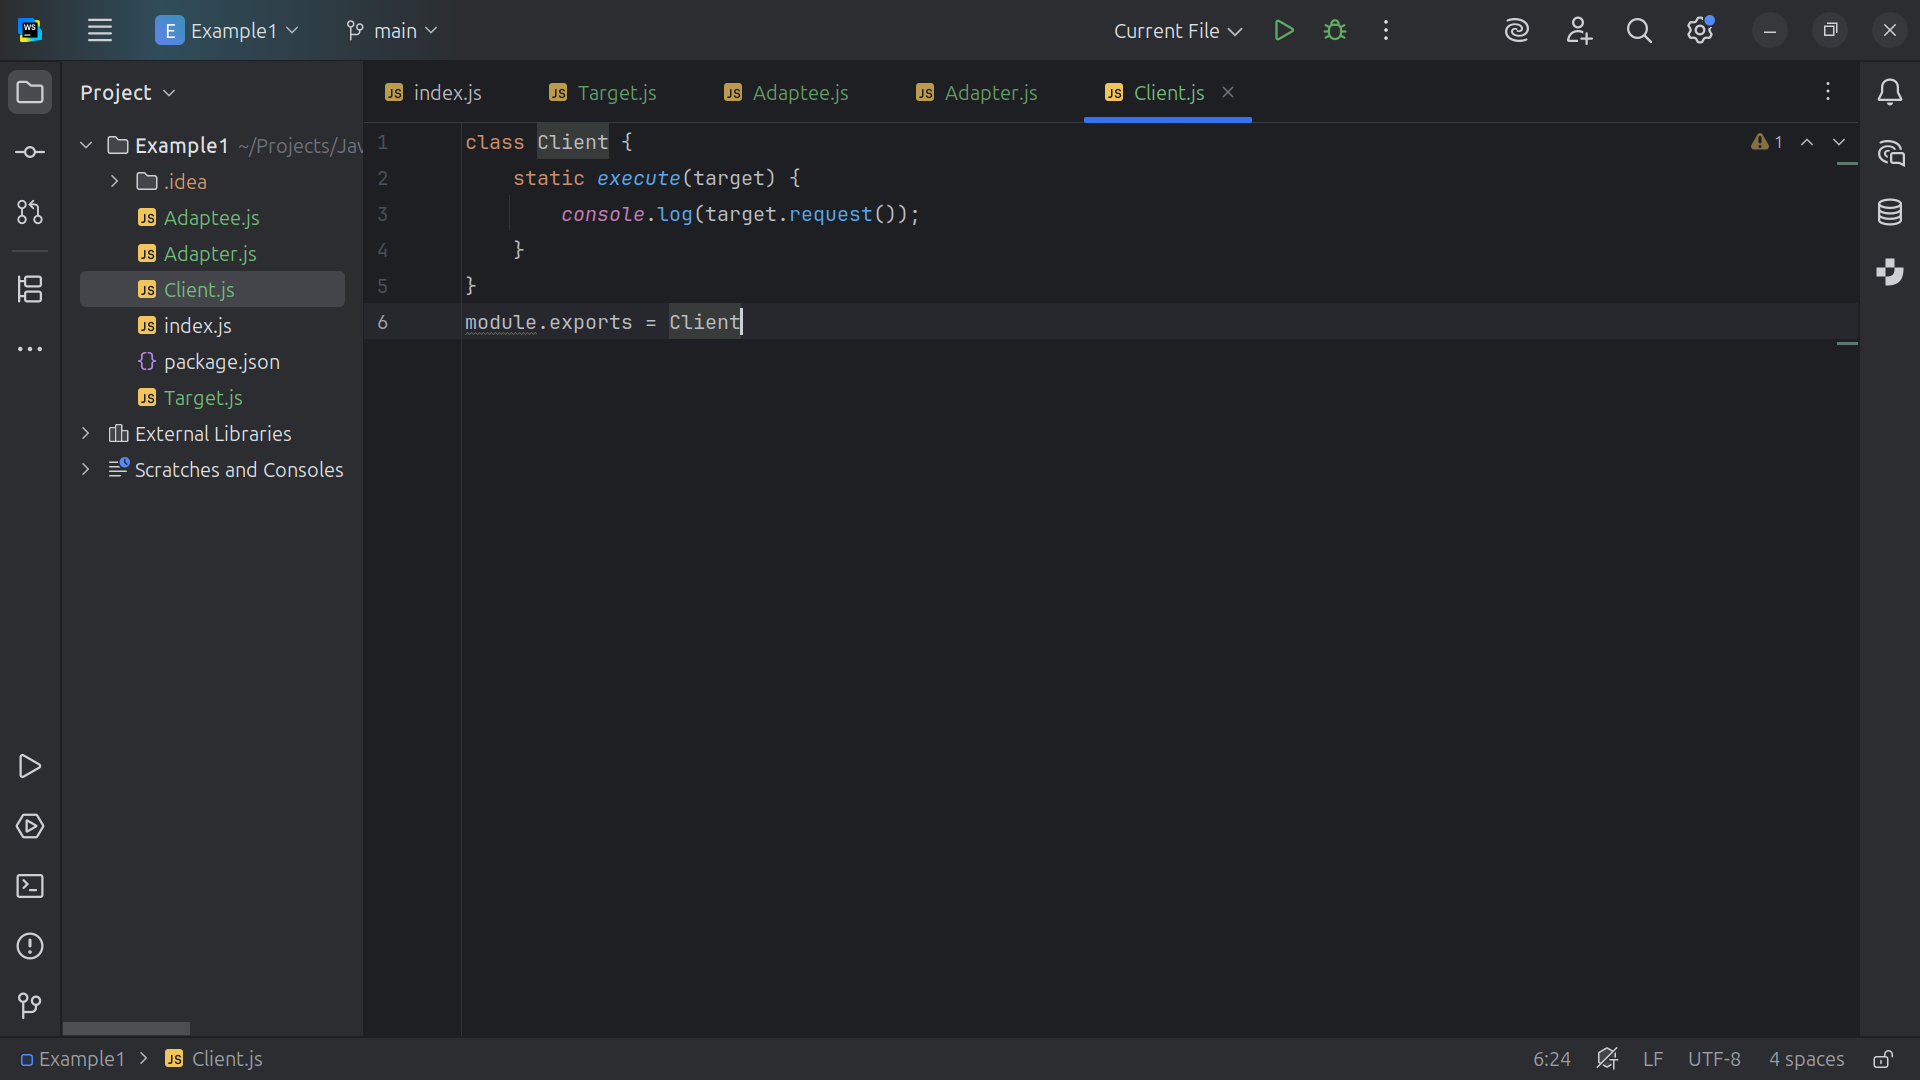 WS
E Example1
main
Current File
Project
index.js
Target.js
Adaptee.js
Adapter.js
Client.js
Example1 ~/Projects/Jav
.idea
Adaptee.js
Adapter.js
Client.js
index.js
package.json
Target.js
External Libraries
Scratches and Consoles
1 class Client {
2 static execute(target) {
3 console.log(target.request());
4 }
5 }
6 module.exports = Client
1
Example1
Client.js
6:24
LF
UTF-8
4 spaces